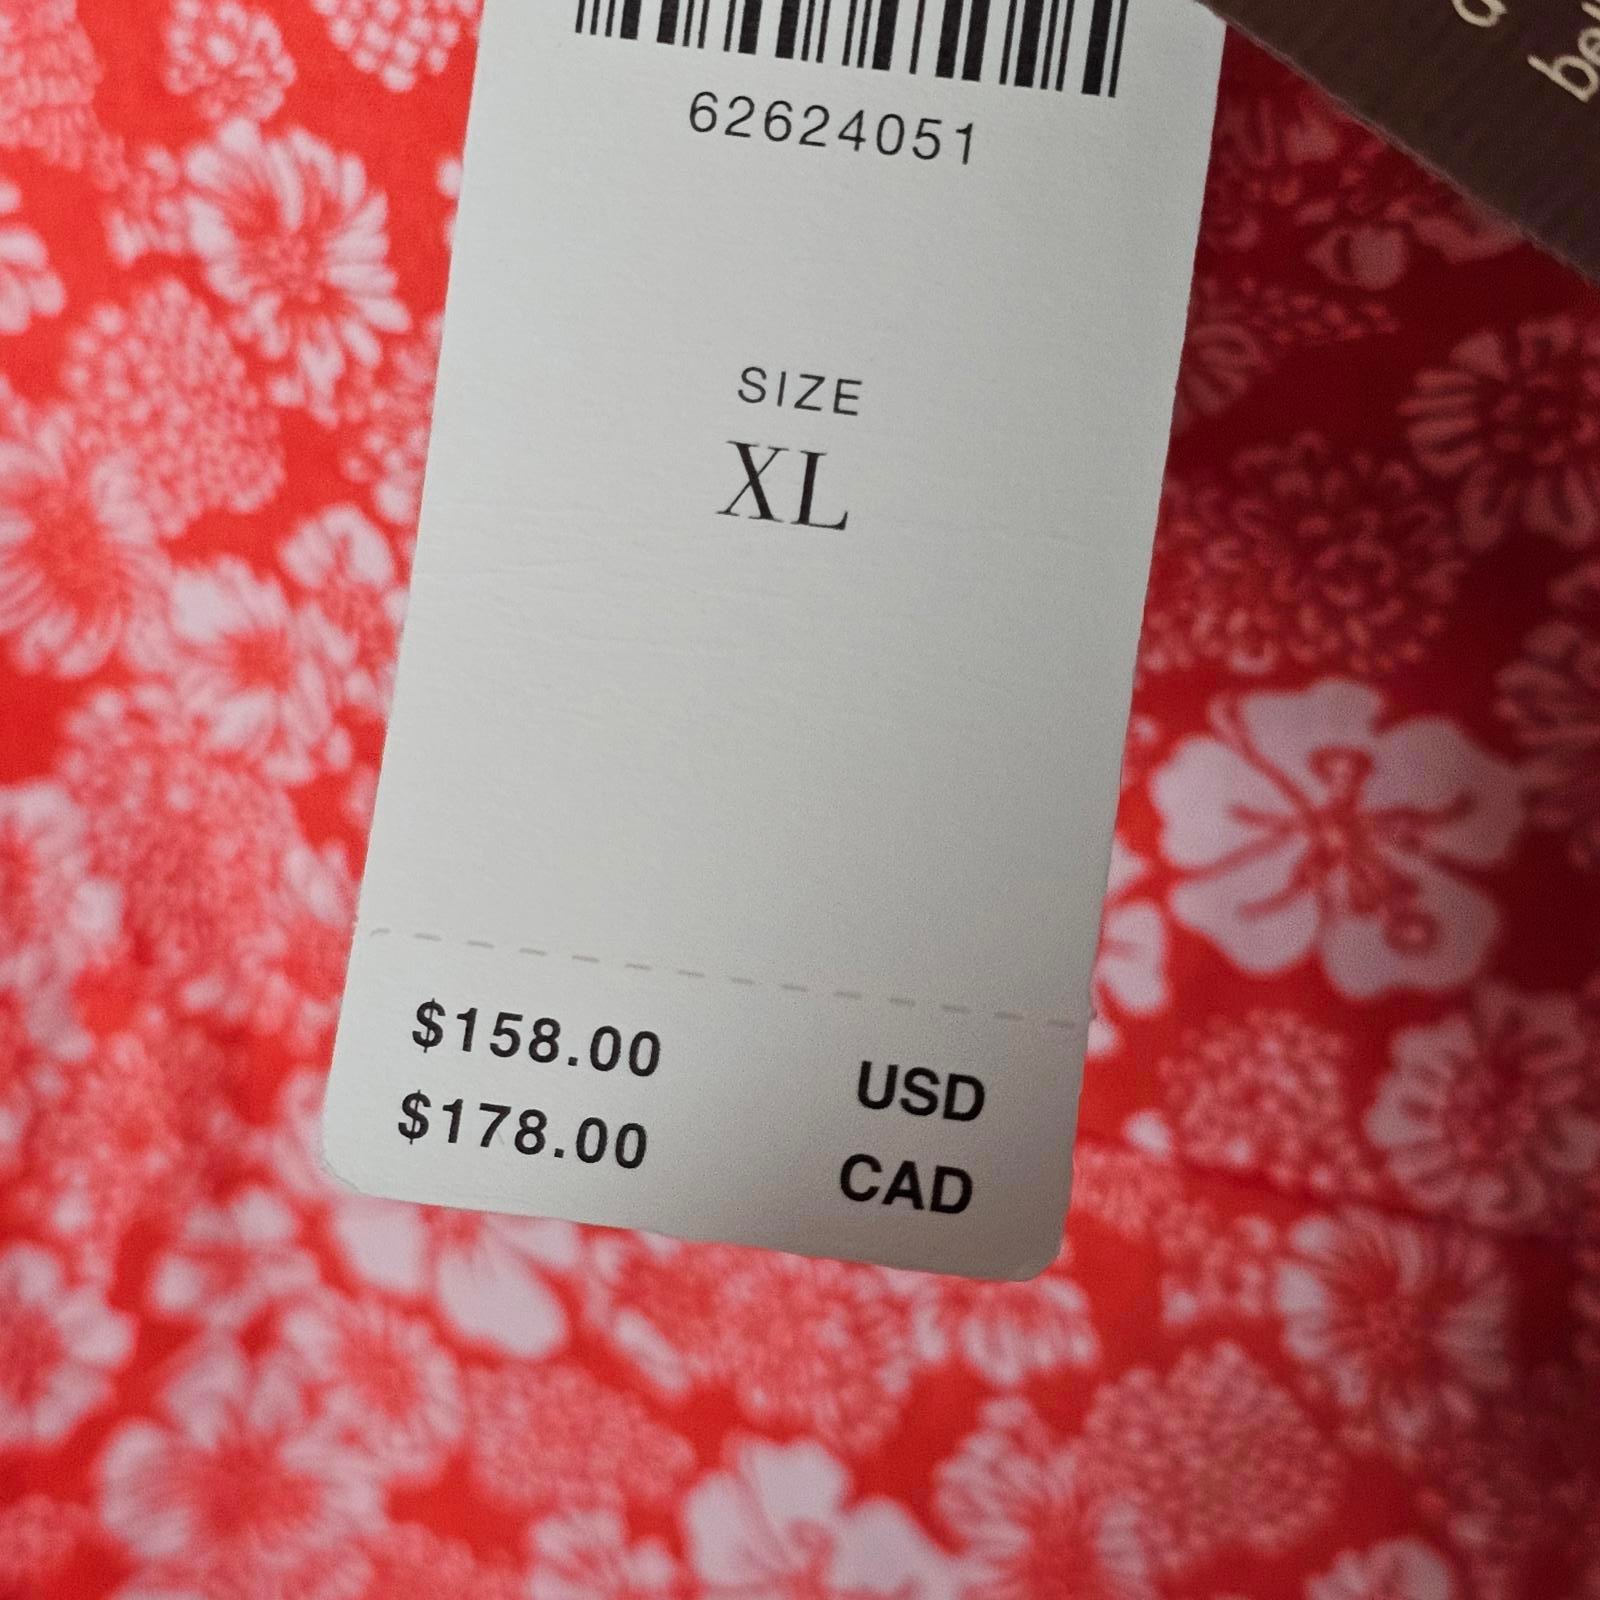 62624051
SIZE
XL
$158.00 USD
$178.00 CAD